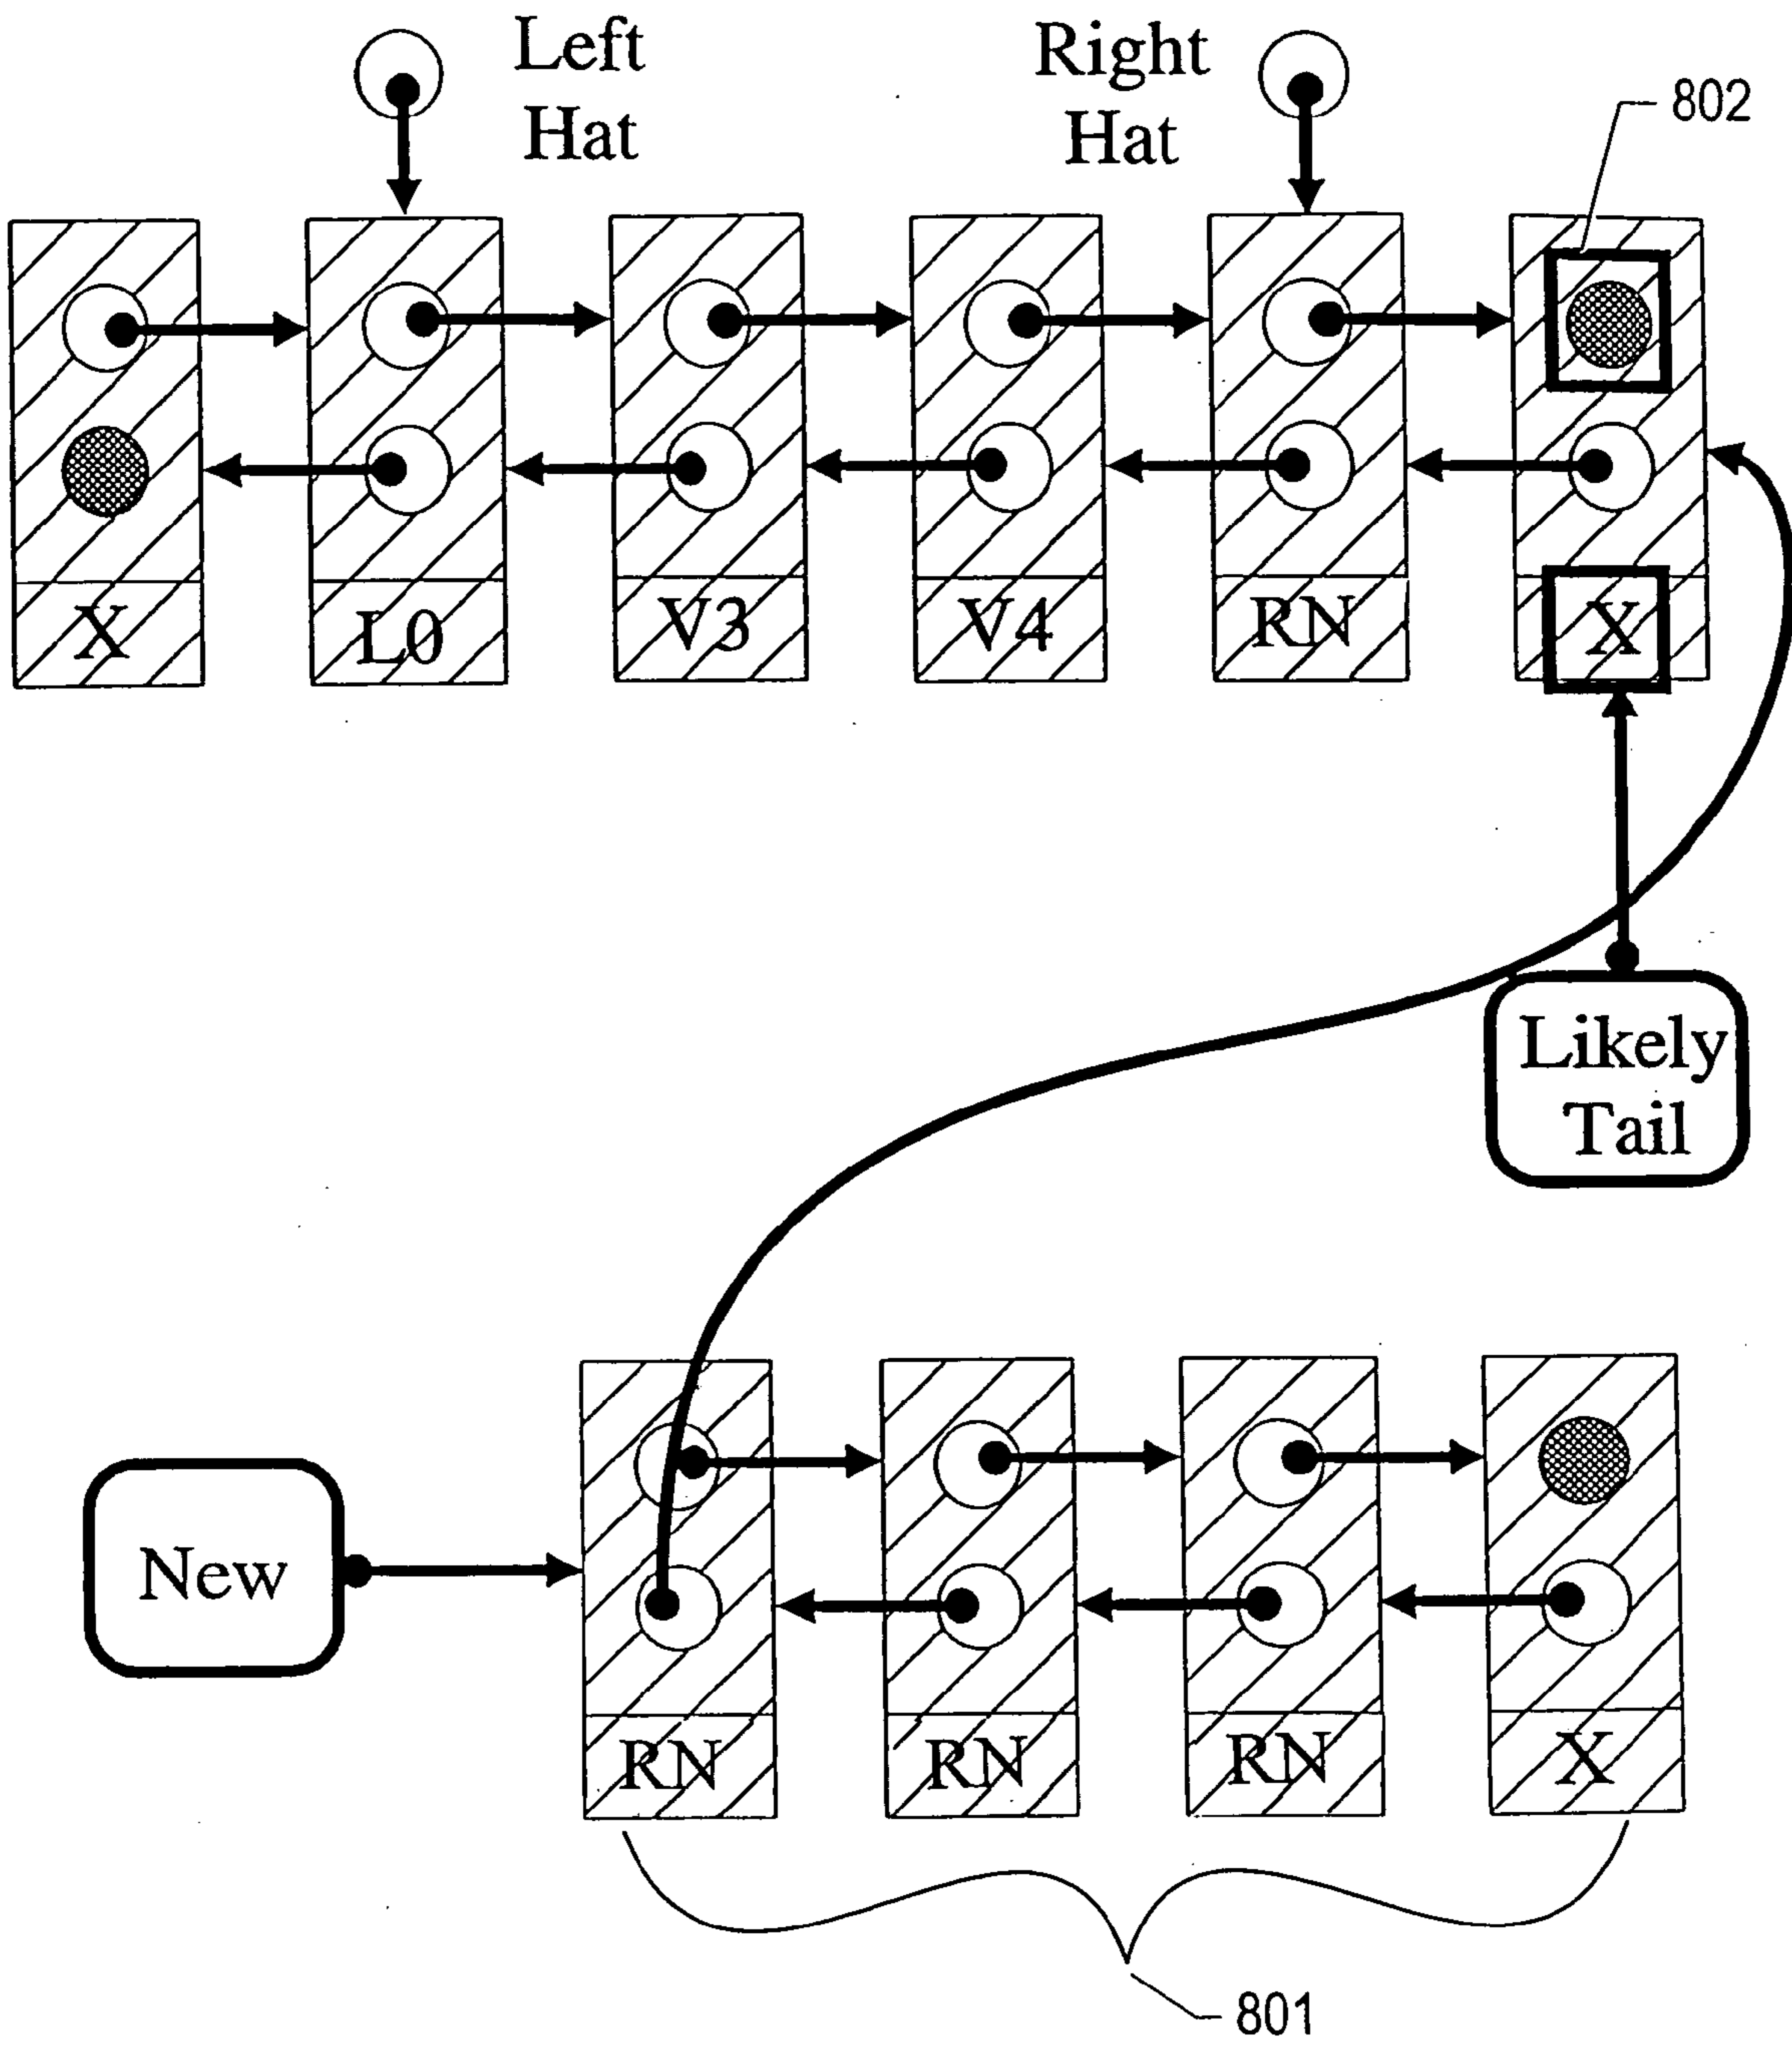 Left
Hat
Right
Hat
802
X
L0
V3
V4
RN
X
Likely
Tail
New
RN
RN
RN
X
801